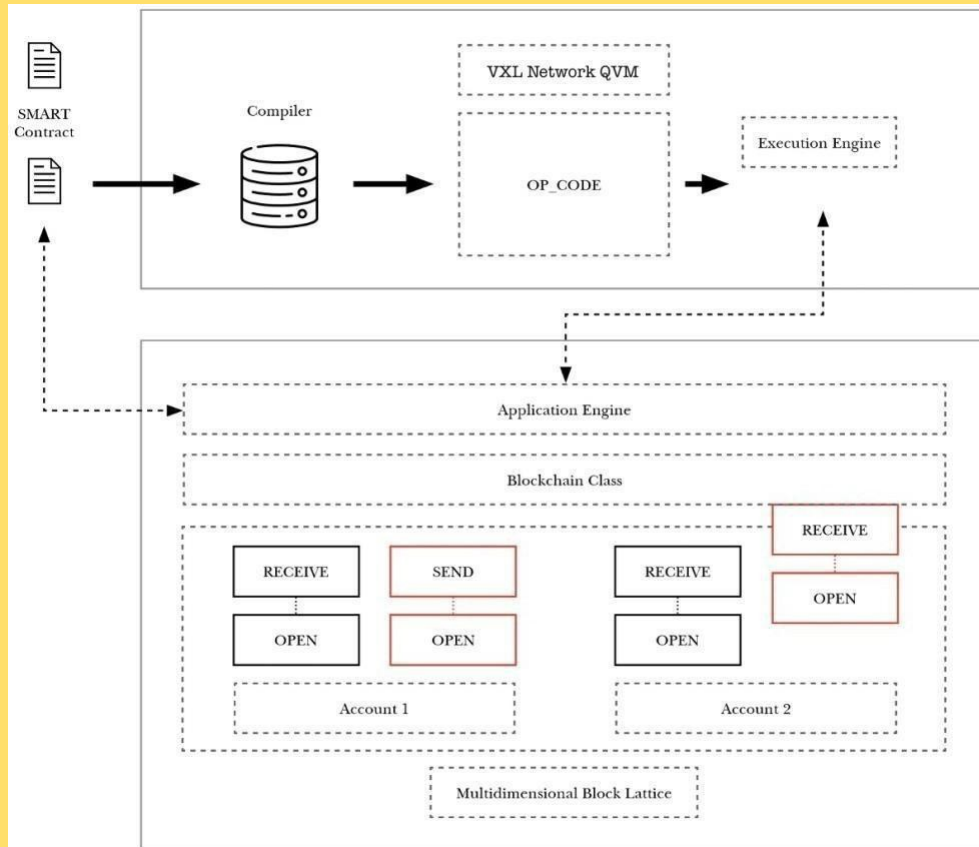 SMART
Contract
Compiler
VXL Network QVM
OP_CODE
Execution Engine
Application Engine
Blockchain Class
RECEIVE
OPEN
SEND
OPEN
RECEIVE
OPEN
RECEIVE
OPEN
Account 1
Account 2
Multidimensional Block Lattice